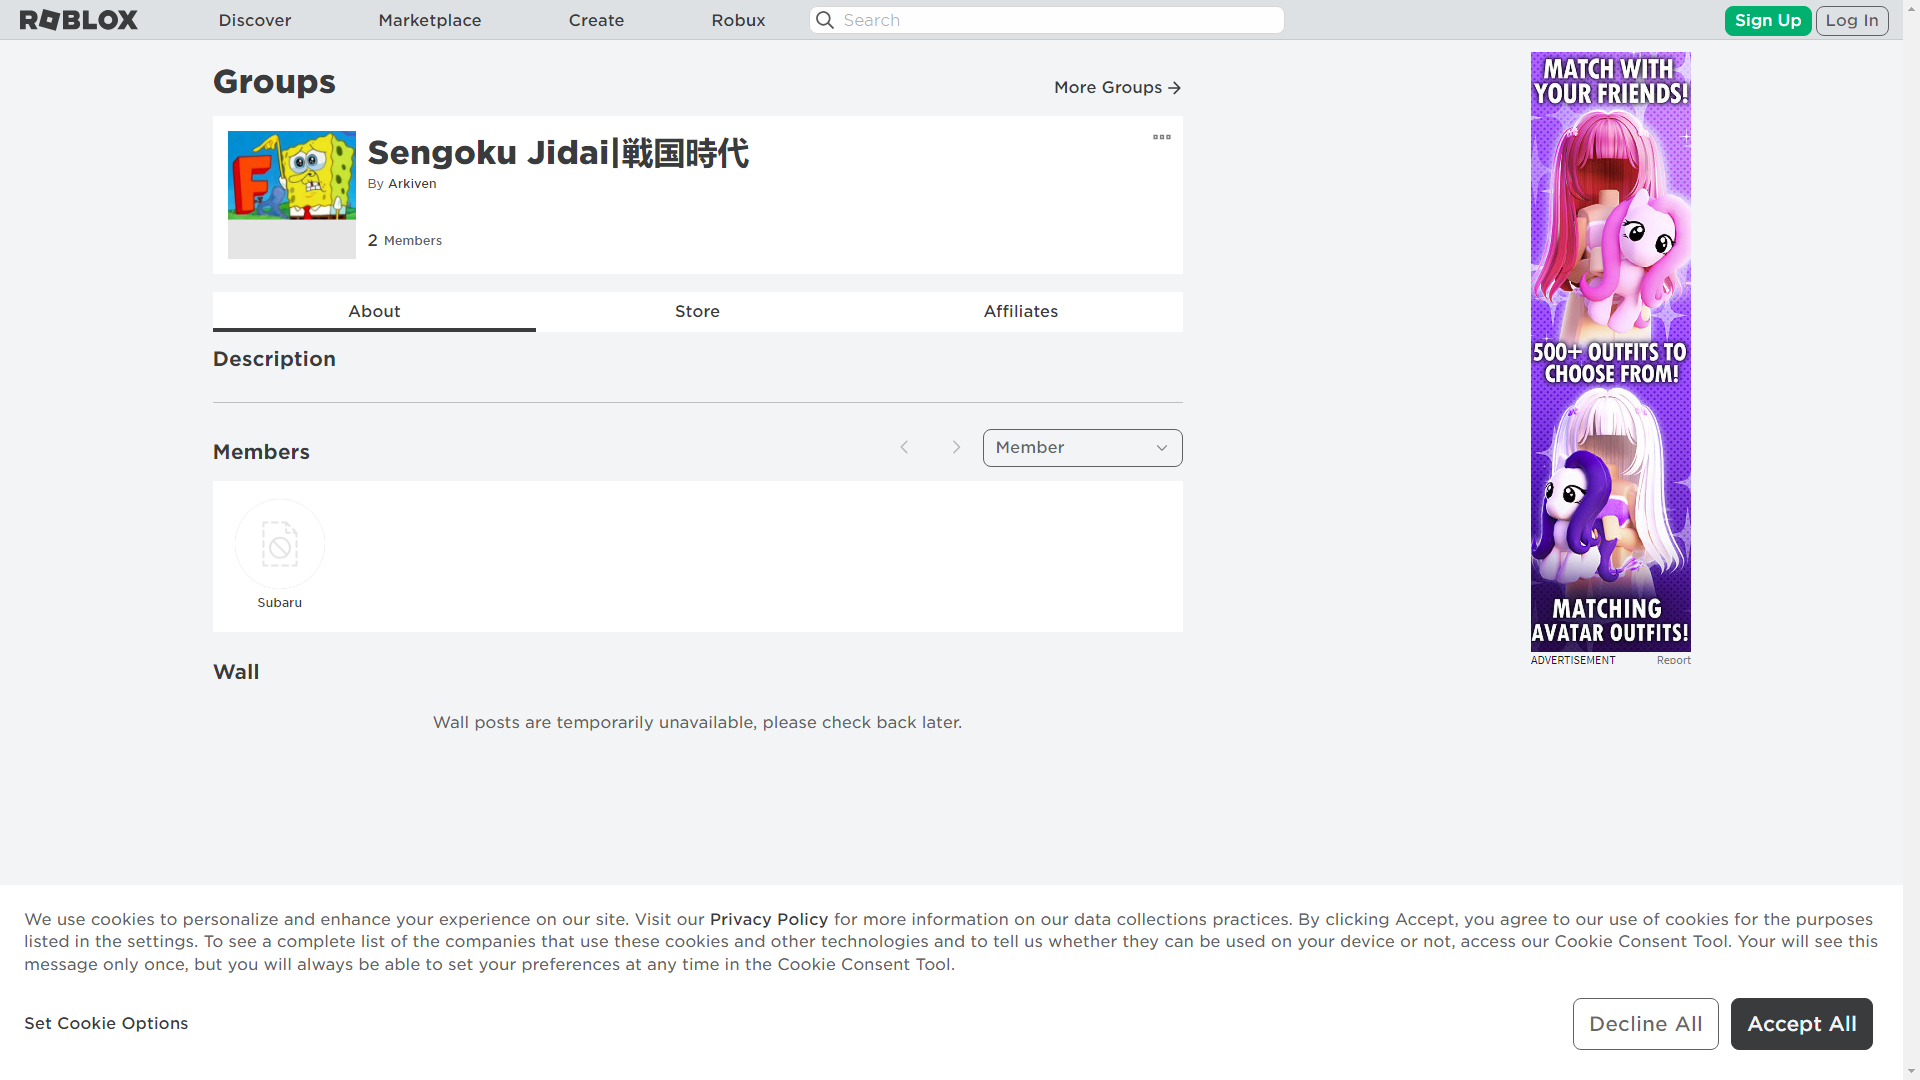 ROBLOX
Discover
Marketplace
Create
Robux
Search
Sign Up
Log In
Groups
More Groups
F
Sengoku Jidai|戦国時代
By Arkiven
2 Members
About
Store
Affiliates
Description
Members
Member
Subaru
Wall
Wall posts are temporarily unavailable, please check back later.
MATCH WITH
YOUR FRIENDS!
500+ OUTFITS TO
CHOOSE FROM!
MATCHING
AVATAR OUTFITS!
ADVERTISEMENT
Report
We use cookies to personalize and enhance your experience on our site. Visit our Privacy Policy for more information on our data collections practices. By clicking Accept, you agree to our use of cookies for the purposes
listed in the settings. To see a complete list of the companies that use these cookies and other technologies and to tell us whether they can be used on your device or not, access our Cookie Consent Tool. Your will see this
message only once, but you will always be able to set your preferences at any time in the Cookie Consent Tool.
Set Cookie Options
Decline All
Accept All